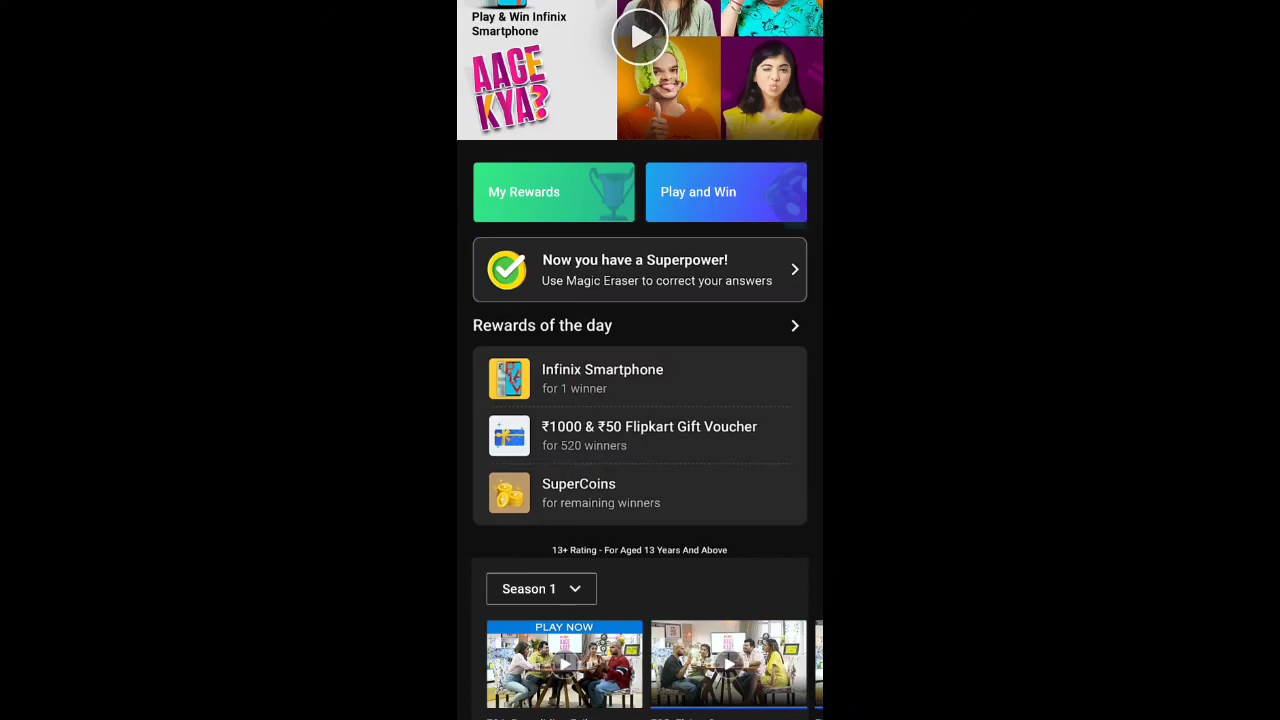 Play & Win Infinix
Smartphone
AAGE
KYA?
My Rewards
Play and Win
Now you have a Superpower!
Use Magic Eraser to correct your answers
Rewards of the day
Infinix Smartphone
for 1 winner
₹1000 & ₹50 Flipkart Gift Voucher
for 520 winners
SuperCoins
for remaining winners
13+ Rating - For Aged 13 Years And Above
Season 1
PLAY NOW